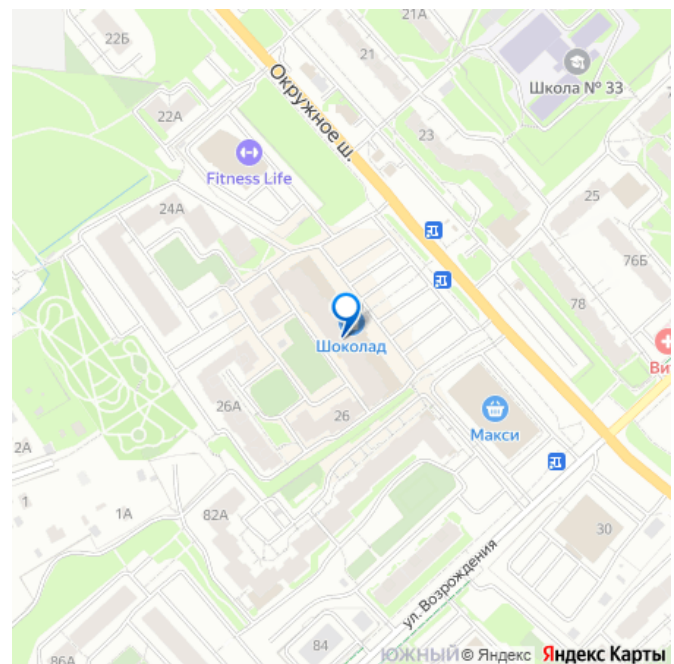 21А
22Б
21
Окружное ш.
Школа № 33
22А
23
Fitness Life
24А
25
76Б
78
Шоколад
Ви
26А
26
Макси
2А
1
1А
82А
30
ул. Возрождения
84
ЮЖНЫЙ
© Яндекс Яндекс Карты
86А